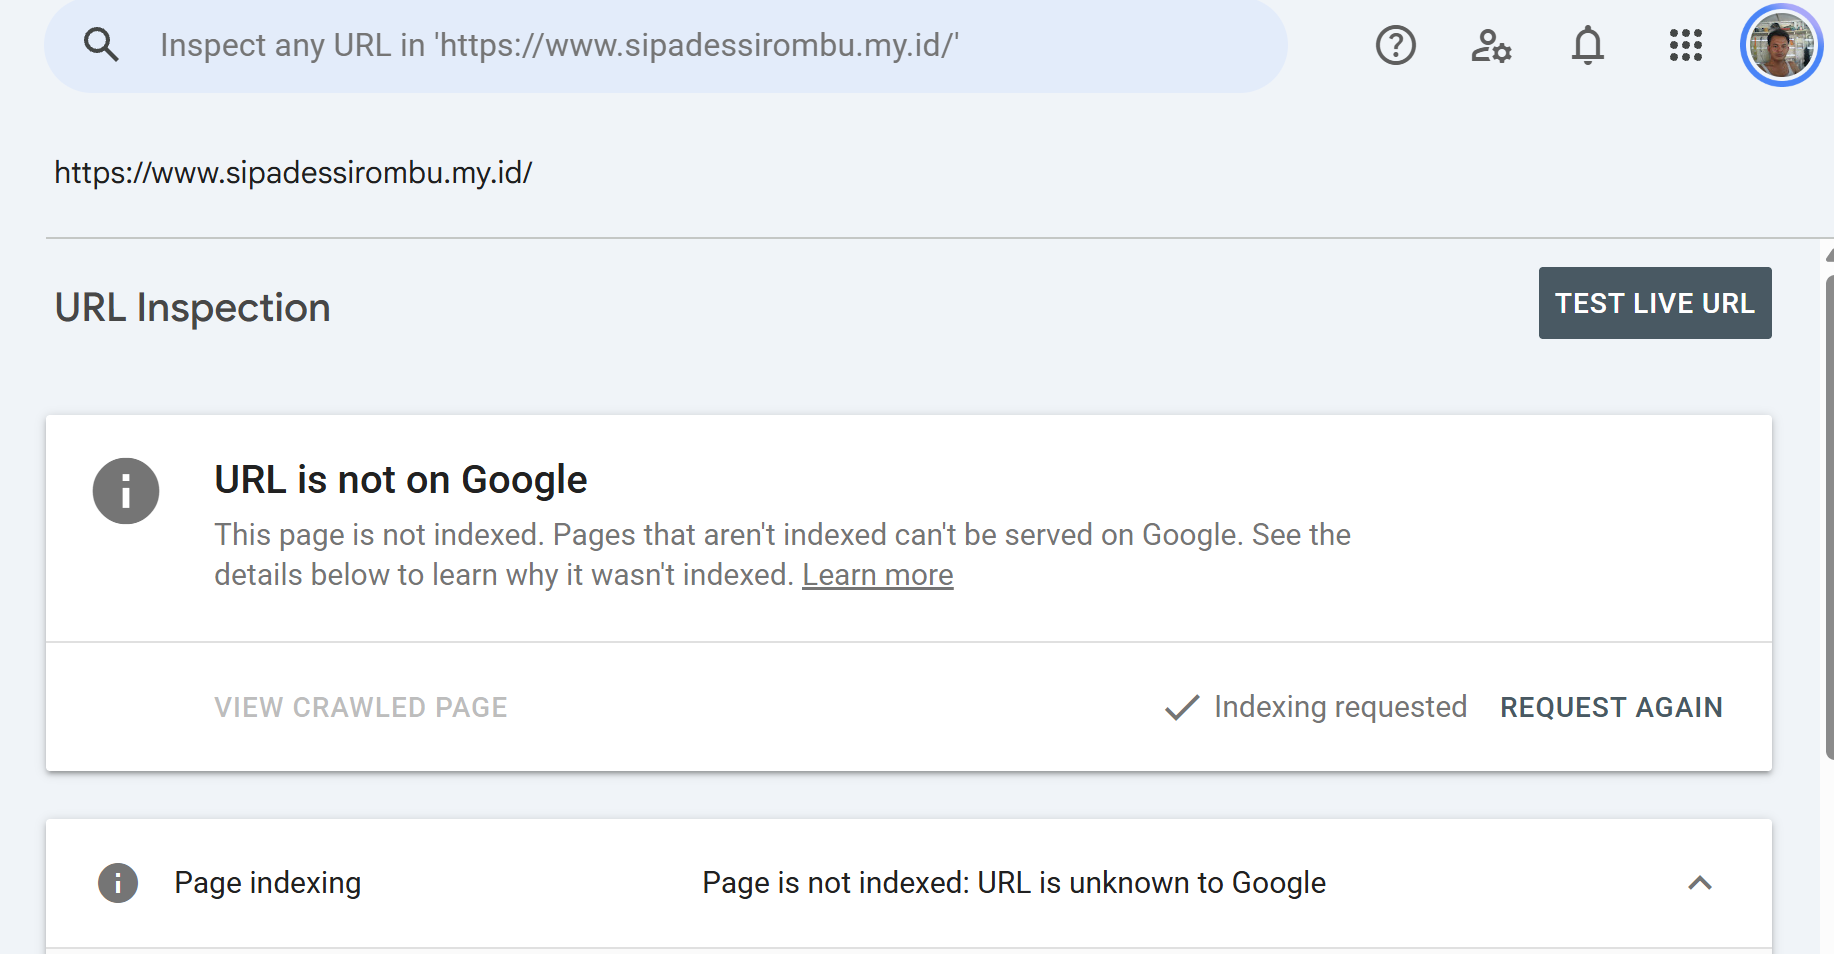 Inspect any URL in 'https://www.sipadessirombu.my.id/'
https://www.sipadessirombu.my.id/
URL Inspection
TEST LIVE URL
URL is not on Google
This page is not indexed. Pages that aren't indexed can't be served on Google. See the
details below to learn why it wasn't indexed. Learn more
VIEW CRAWLED PAGE
Indexing requested
REQUEST AGAIN
Page indexing
Page is not indexed: URL is unknown to Google